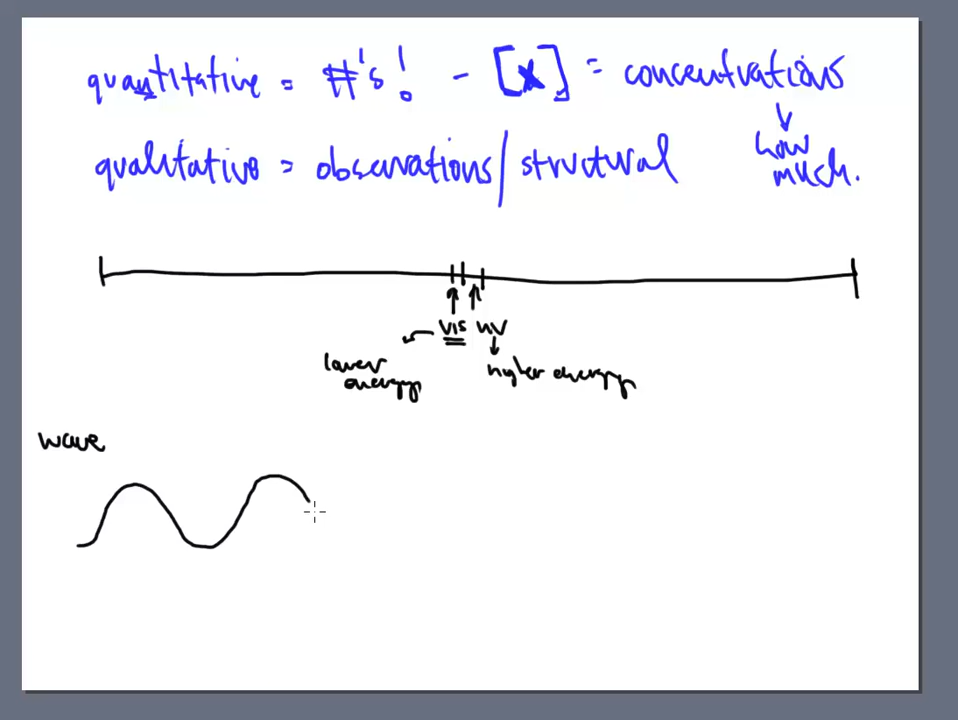 quantitative = #'s! - [x] = concentrations
how
much.
qualitative = observations/structural
VIS UV
lower
energy
higher energy
wave